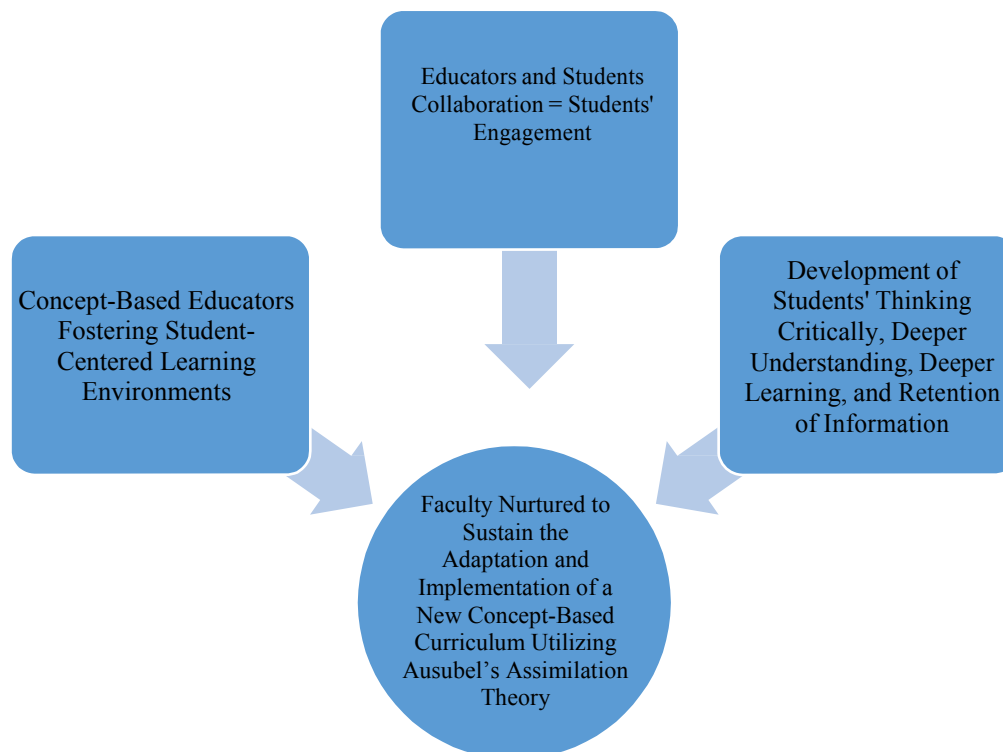 Educators and Students
Collaboration = Students'
Engagement
Concept-Based Educators
Fostering Student-
Centered Learning
Environments
Development of
Students' Thinking
Critically, Deeper
Understanding, Deeper
Learning, and Retention
of Information
Faculty Nurtured to
Sustain the
Adaptation and
Implementation of a
New Concept-Based
Curriculum Utilizing
Ausubel’s Assimilation
Theory